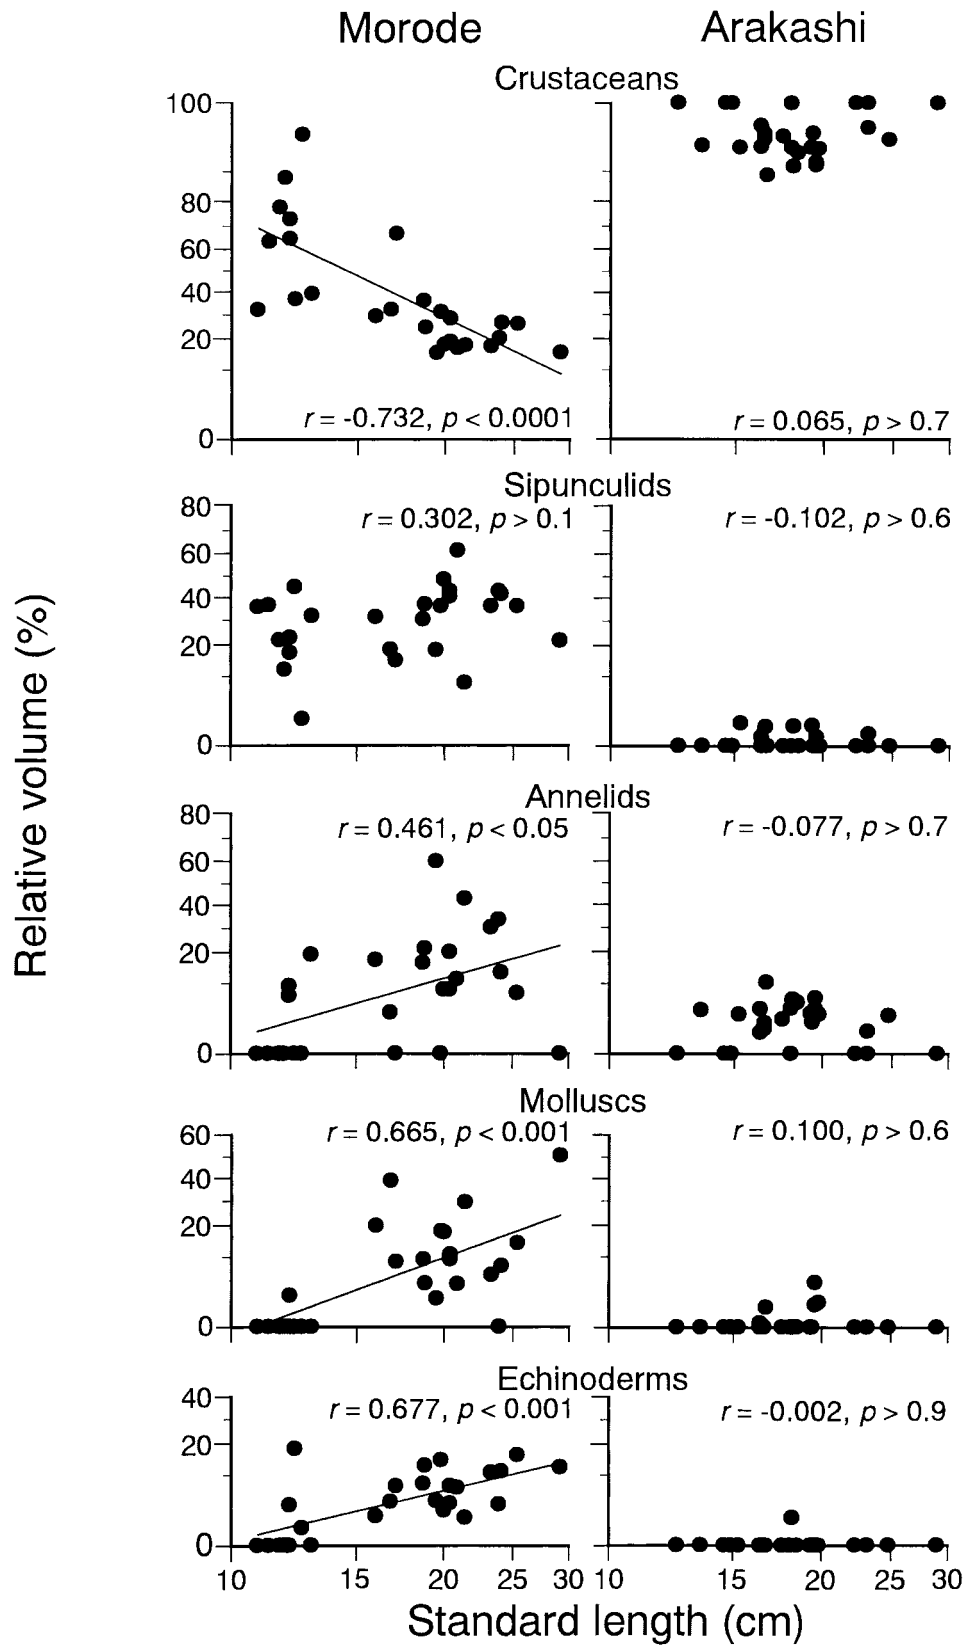 Morode Arakashi
Crustaceans
100
80
60
40
20
0
r = -0.732, p < 0.0001
r = 0.065, p > 0.7
Sipunculids
80
60
40
20
0
r = 0.302, p > 0.1
r = -0.102, p > 0.6
Annelids
80
60
40
20
0
r = 0.461, p < 0.05
r = -0.077, p > 0.7
Molluscs
60
40
20
0
r = 0.665, p < 0.001
r = 0.100, p > 0.6
Echinoderms
40
20
0
r = 0.677, p < 0.001
r = -0.002, p > 0.9
10 15 20 25 30 10 15 20 25 30
Standard length (cm)
Relative volume (%)